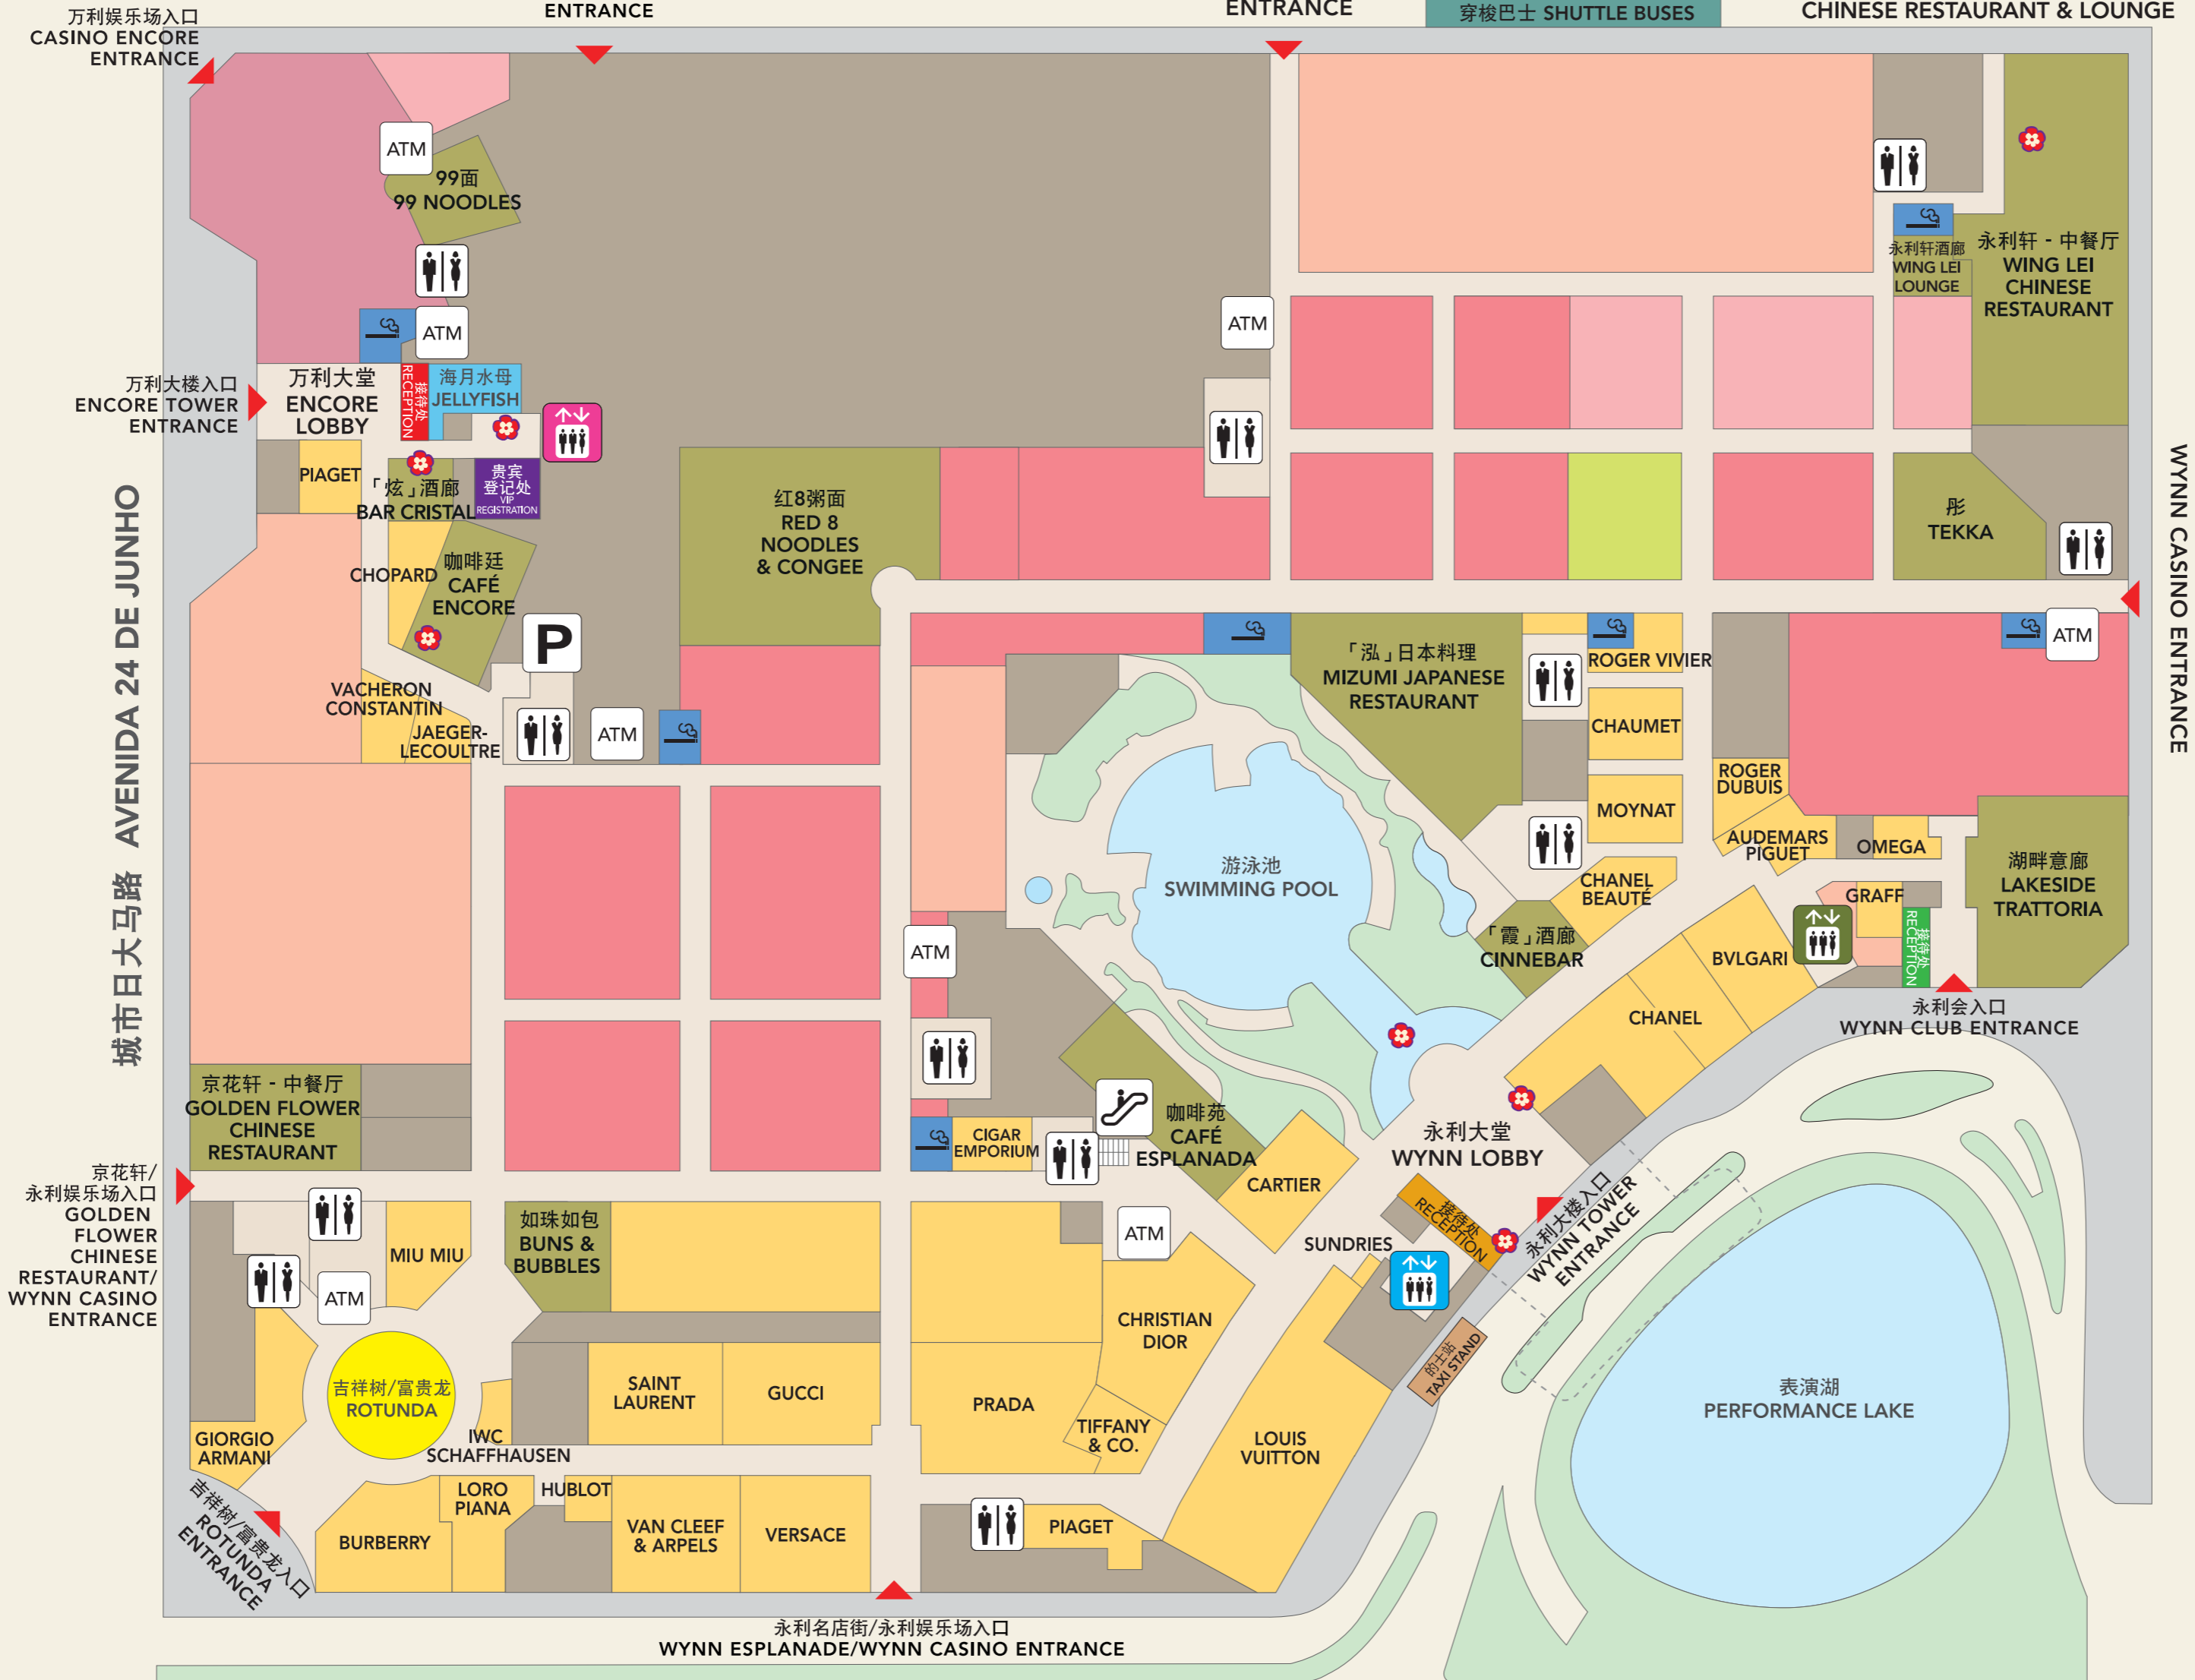 万利娱乐场入口
CASINO ENCORE
ENTRANCE
ENTRANCE
ENTRANCE
穿梭巴士 SHUTTLE BUSES
CHINESE RESTAURANT & LOUNGE
ATM
99面
99 NOODLES
ATM
ATM
永利轩酒廊
WING LEI
LOUNGE
永利轩 - 中餐厅
WING LEI
CHINESE
RESTAURANT
万利大楼入口
ENCORE TOWER
ENTRANCE
万利大堂
ENCORE
LOBBY
接待处
RECEPTION
海月水母
JELLYFISH
PIAGET
「炫」酒廊
BAR CRISTAL
贵宾
登记处
VIP
REGISTRATION
红8粥面
RED 8
NOODLES
& CONGEE
彤
TEKKA
WYNN CASINO ENTRANCE
城市日大马路 AVENIDA 24 DE JUNHO
CHOPARD
咖啡廷
CAFÉ
ENCORE
P
VACHERON
CONSTANTIN
JAEGER-
LECOULTRE
ATM
「泓」日本料理
MIZUMI JAPANESE
RESTAURANT
ROGER VIVIER
CHAUMET
MOYNAT
ATM
ROGER
DUBUIS
AUDEMARS
PIGUET
OMEGA
湖畔意廊
LAKESIDE
TRATTORIA
游泳池
SWIMMING POOL
CHANEL
BEAUTÉ
GRAFF
接待处
RECEPTION
「霞」酒廊
CINNEBAR
BVLGARI
CHANEL
永利会入口
WYNN CLUB ENTRANCE
ATM
京花轩 - 中餐厅
GOLDEN FLOWER
CHINESE
RESTAURANT
CIGAR
EMPORIUM
咖啡苑
CAFÉ
ESPLANADA
永利大堂
WYNN LOBBY
CARTIER
接待处
RECEPTION
永利大楼入口
WYNN TOWER
ENTRANCE
京花轩/
永利娱乐场入口
GOLDEN
FLOWER
CHINESE
RESTAURANT/
WYNN CASINO
ENTRANCE
MIU MIU
ATM
如珠如包
BUNS &
BUBBLES
ATM
SUNDRIES
CHRISTIAN
DIOR
的士站
TAXI STAND
吉祥树/富贵龙
ROTUNDA
SAINT
LAURENT
GUCCI
PRADA
TIFFANY
& CO.
LOUIS
VUITTON
表演湖
PERFORMANCE LAKE
GIORGIO
ARMANI
IWC
SCHAFFHAUSEN
吉祥树/富贵龙入口
ROTUNDA
ENTRANCE
BURBERRY
LORO
PIANA
HUBLOT
VAN CLEEF
& ARPELS
VERSACE
PIAGET
永利名店街/永利娱乐场入口
WYNN ESPLANADE/WYNN CASINO ENTRANCE